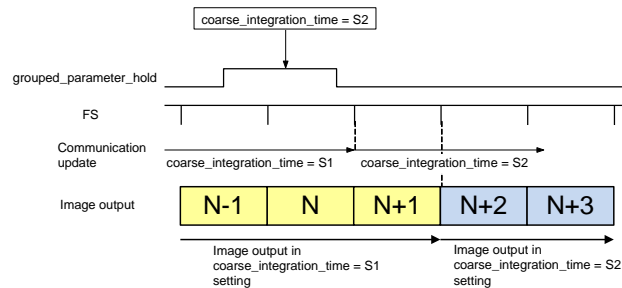 coarse_integration_time = S2
grouped_parameter_hold
FS
Communication
update
coarse_integration_time = S1
coarse_integration_time = S2
Image output
N-1
N
N+1
N+2
N+3
Image output in
coarse_integration_time = S1
setting
Image output in
coarse_integration_time = S2
setting